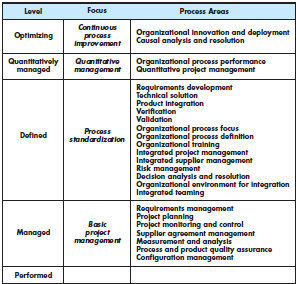 Level Focus Process Areas
Optimizing
Continuous
process
improvement
Organizational innovation and deployment
Causal analysis and resolution
Quantitatively
managed
Quantitative
management
Organizational process performance
Quantitative project management
Defined
Process
standardization
Requirements development
Technical solution
Product integration
Verification
Validation
Organizational process focus
Organizational process definition
Organizational training
Integrated project management
Integrated supplier management
Risk management
Decision analysis and resolution
Organizational environment for integration
Integrated teaming
Managed
Basic
project
management
Requirements management
Project planning
Project monitoring and control
Supplier agreement management
Measurement and analysis
Process and product quality assurance
Configuration management
Performed